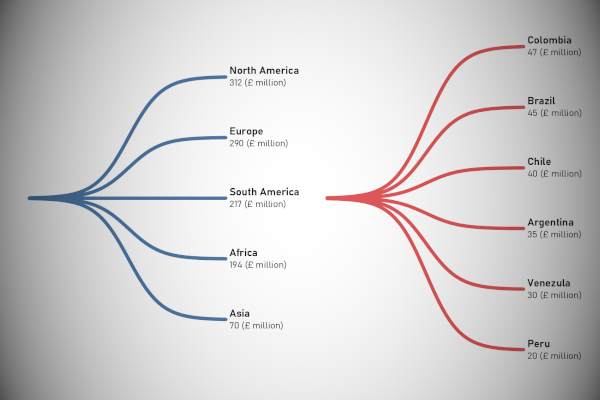 North America
312 (£ million)
Europe
290 (£ million)
South America
217 (£ million)
Africa
194 (£ million)
Asia
70 (£ million)
Colombia
47 (£ million)
Brazil
45 (£ million)
Chile
40 (£ million)
Argentina
35 (£ million)
Venezula
30 (£ million)
Peru
20 (£ million)